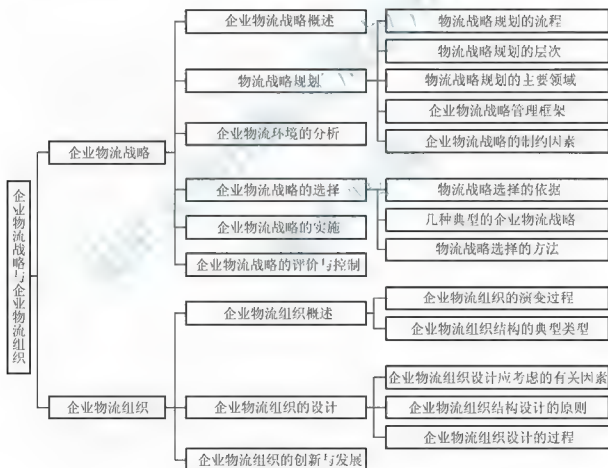 企业物流战略与企业物流组织
企业物流战略
企业物流战略概述
物流战略规划
物流战略规划的流程
物流战略规划的层次
物流战略规划的主要领域
企业物流战略管理框架
企业物流战略的制约因素
企业物流环境的分析
企业物流战略的选择
物流战略选择的依据
几种典型的企业物流战略
物流战略选择的方法
企业物流战略的实施
企业物流战略的评价与控制
企业物流组织
企业物流组织概述
企业物流组织的演变过程
企业物流组织结构的典型类型
企业物流组织的设计
企业物流组织设计应考虑的有关因素
企业物流组织结构设计的原则
企业物流组织设计的过程
企业物流组织的创新与发展